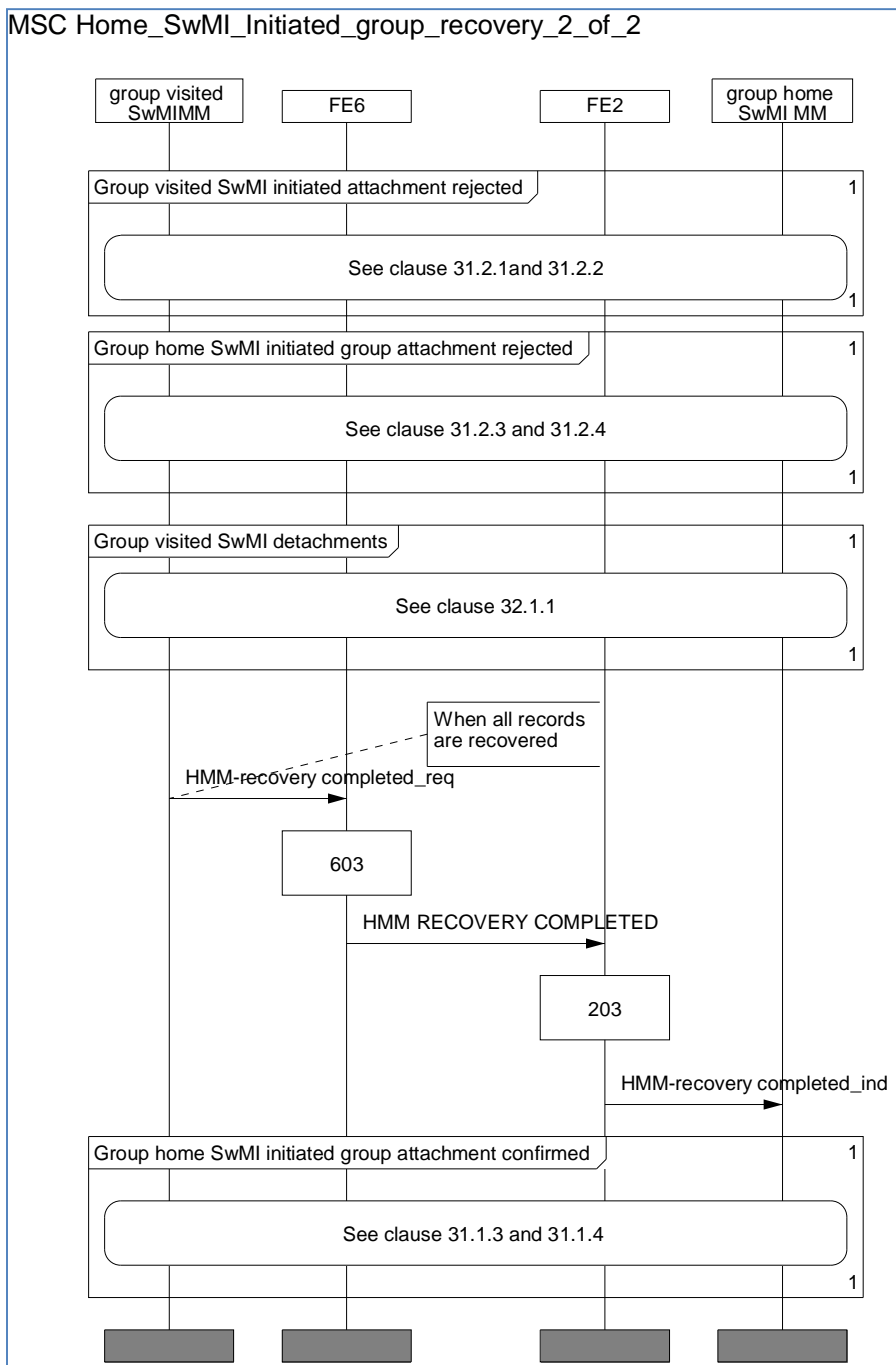 MSC Home_SwMI_Initiated_group_recovery_2_of_2
group visited
SwMIMM
FE6
FE2
group home
SwMI MM
Group visited SwMI initiated attachment rejected
1
See clause 31.2.1and 31.2.2
1
Group home SwMI initiated group attachment rejected
1
See clause 31.2.3 and 31.2.4
1
Group visited SwMI detachments
1
See clause 32.1.1
1
When all records
are recovered
HMM-recovery completed_req
603
HMM RECOVERY COMPLETED
203
HMM-recovery completed_ind
Group home SwMI initiated group attachment confirmed
1
See clause 31.1.3 and 31.1.4
1